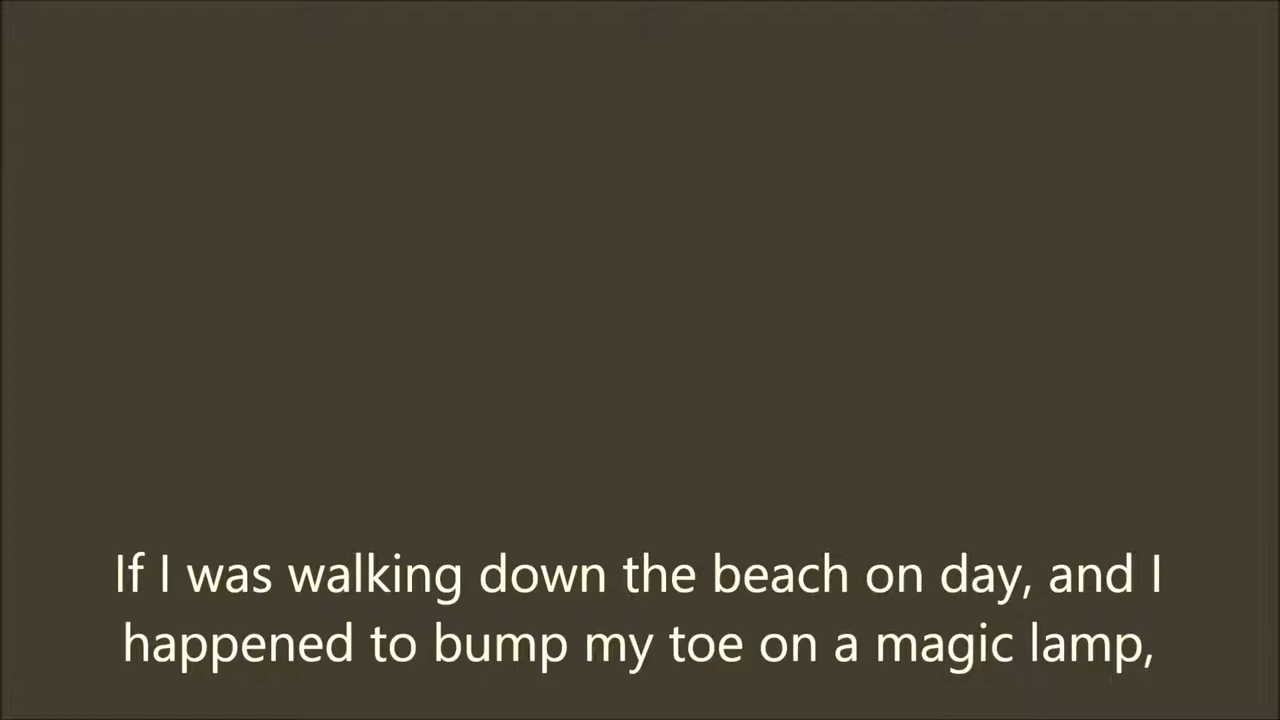 If I was walking down the beach on day, and I
happened to bump my toe on a magic lamp,